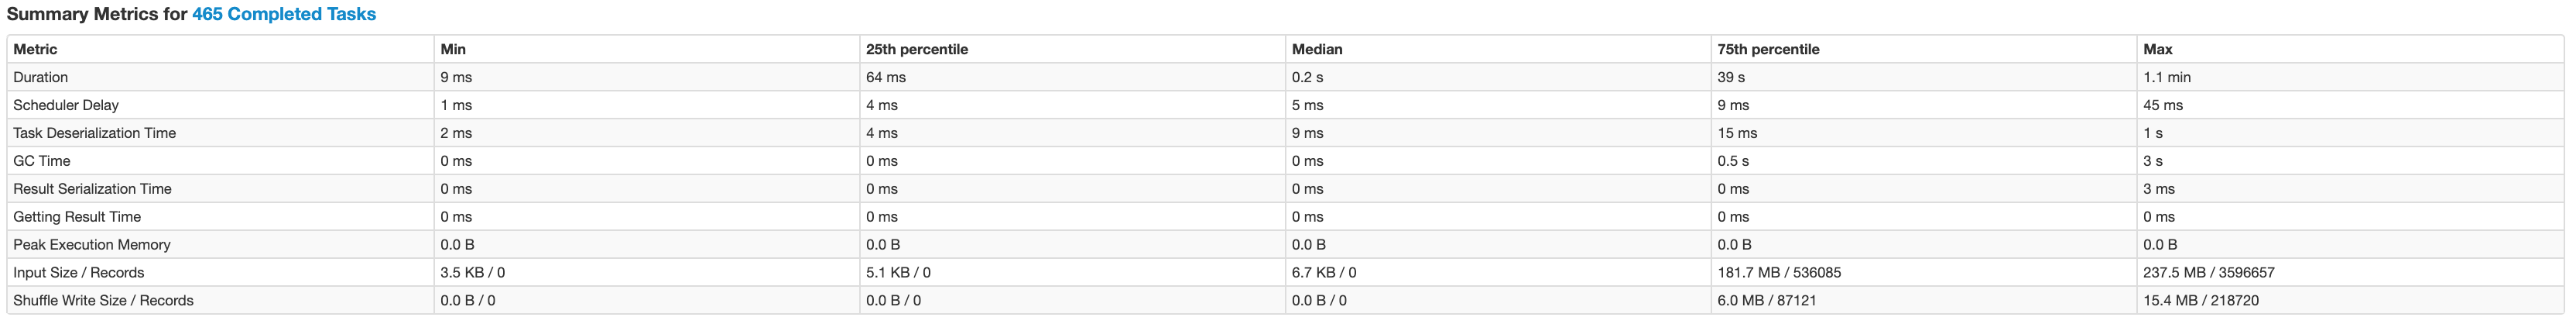 Summary Metrics for 465 Completed Tasks
Metric Min 25th percentile Median 75th percentile Max
Duration 9 ms 64 ms 0.2 s 39 s 1.1 min
Scheduler Delay 1 ms 4 ms 5 ms 9 ms 45 ms
Task Deserialization Time 2 ms 4 ms 9 ms 15 ms 1 s
GC Time 0 ms 0 ms 0 ms 0.5 s 3 s
Result Serialization Time 0 ms 0 ms 0 ms 0 ms 3 ms
Getting Result Time 0 ms 0 ms 0 ms 0 ms 0 ms
Peak Execution Memory 0.0 B 0.0 B 0.0 B 0.0 B 0.0 B
Input Size / Records 3.5 KB / 0 5.1 KB / 0 6.7 KB / 0 181.7 MB / 536085 237.5 MB / 3596657
Shuffle Write Size / Records 0.0 B / 0 0.0 B / 0 0.0 B / 0 6.0 MB / 87121 15.4 MB / 218720